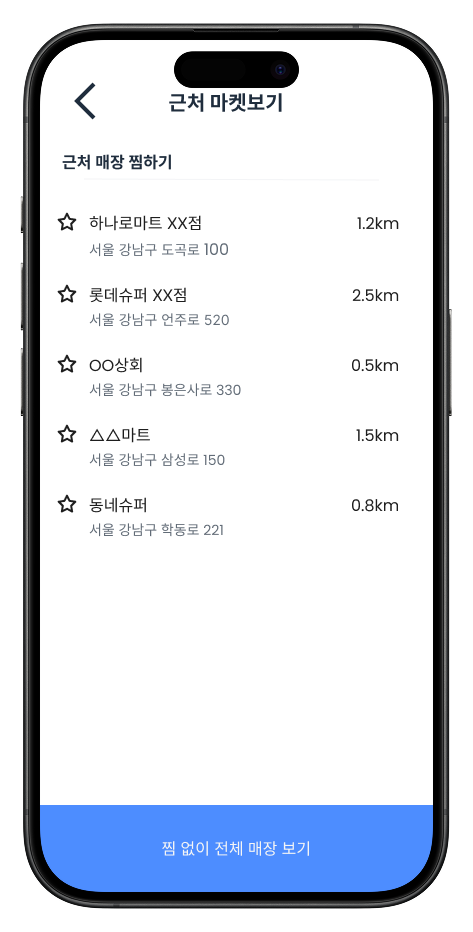 근처 마켓보기
근처 매장 찜하기
하나로마트 XX점 1.2km
서울 강남구 도곡로 100
롯데슈퍼 XX점 2.5km
서울 강남구 언주로 520
OO상회 0.5km
서울 강남구 봉은사로 330
△△마트 1.5km
서울 강남구 삼성로 150
동네슈퍼 0.8km
서울 강남구 학동로 221
찜 없이 전체 매장 보기